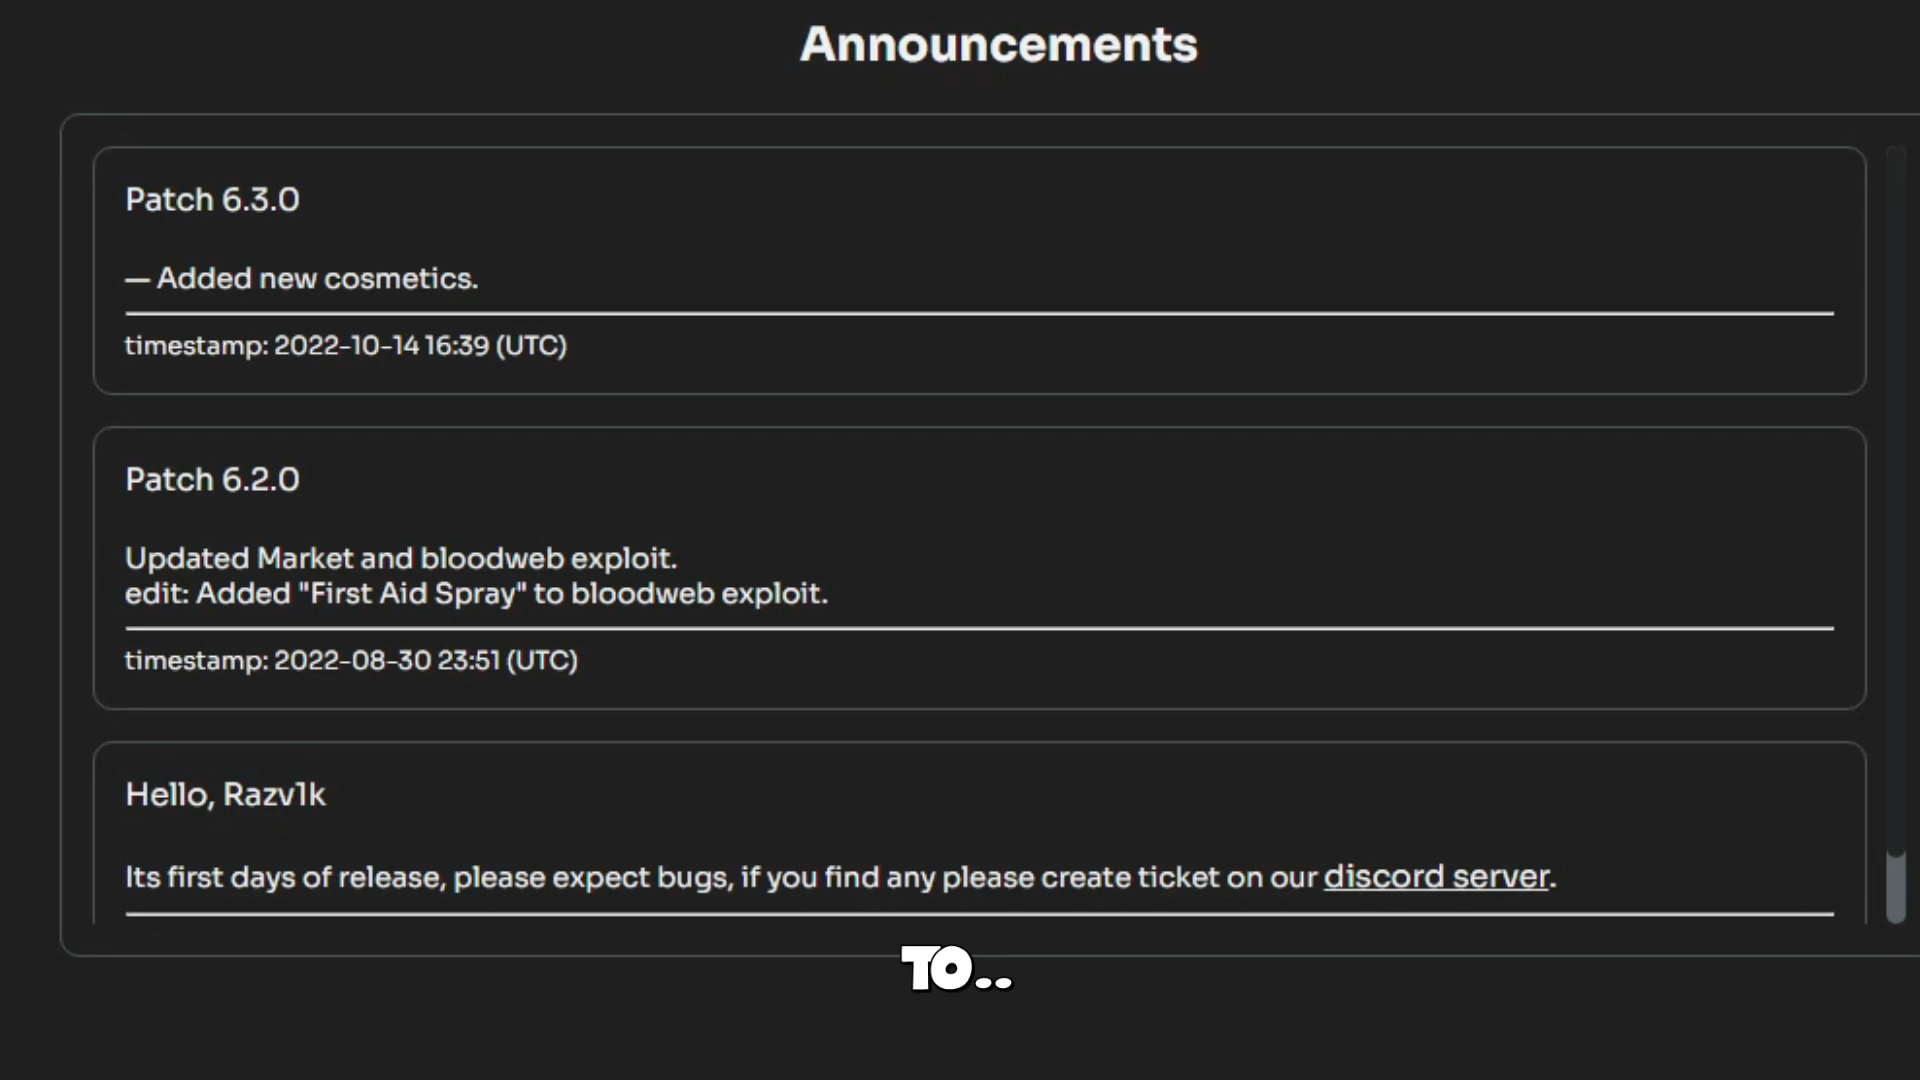 Announcements
Patch 6.3.0
— Added new cosmetics.
timestamp: 2022-10-14 16:39 (UTC)
Patch 6.2.0
Updated Market and bloodweb exploit.
edit: Added "First Aid Spray" to bloodweb exploit.
timestamp: 2022-08-30 23:51 (UTC)
Hello, Razv1k
Its first days of release, please expect bugs, if you find any please create ticket on our discord server.
TO..